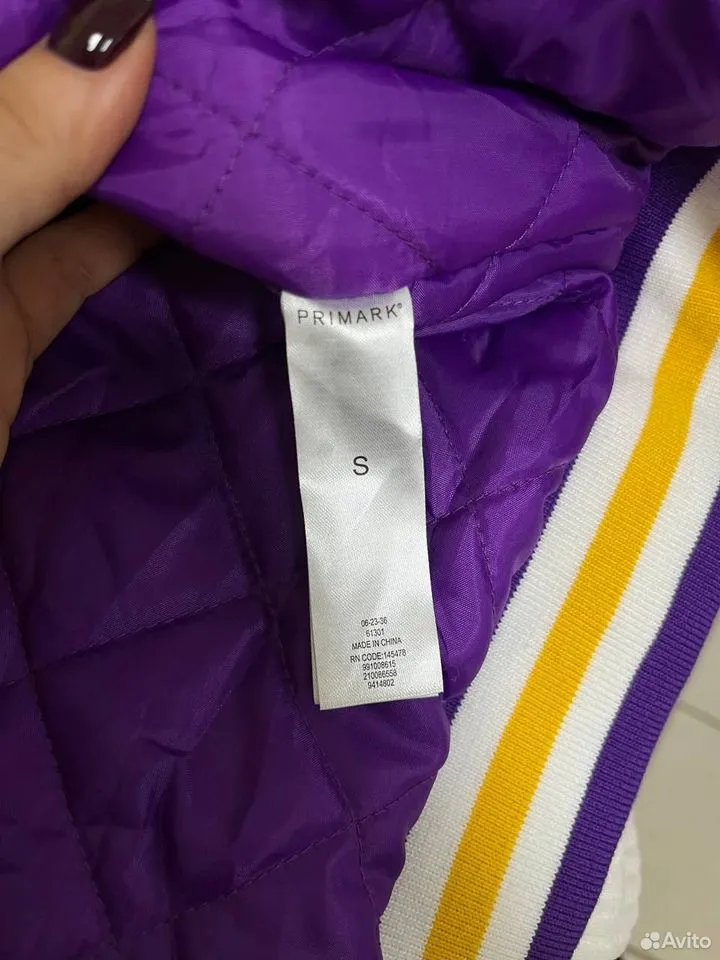 PRIMARK®
S
06-23-36
61301
MADE IN CHINA
RN CODE:145478
991008615
210086558
9414802
Avito